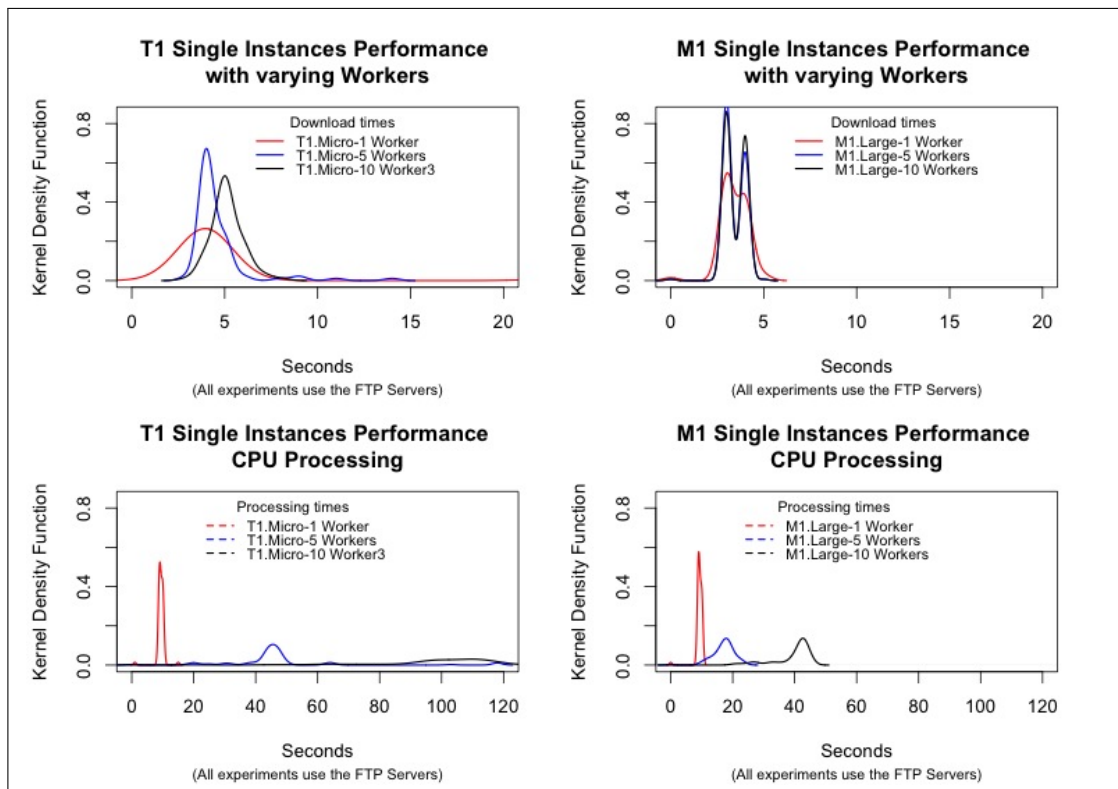 T1 Single Instances Performance
with varying Workers
Kernel Density Function
0.0
0.4
0.8
Download times
T1.Micro-1 Worker
T1.Micro-5 Workers
T1.Micro-10 Worker3
0 5 10 15 20
Seconds
(All experiments use the FTP Servers)
M1 Single Instances Performance
with varying Workers
Kernel Density Function
0.0
0.4
0.8
Download times
M1.Large-1 Worker
M1.Large-5 Workers
M1.Large-10 Workers
0 5 10 15 20
Seconds
(All experiments use the FTP Servers)
T1 Single Instances Performance
CPU Processing
Kernel Density Function
0.0
0.4
0.8
Processing times
T1.Micro-1 Worker
T1.Micro-5 Workers
T1.Micro-10 Worker3
0 20 40 60 80 100 120
Seconds
(All experiments use the FTP Servers)
M1 Single Instances Performance
CPU Processing
Kernel Density Function
0.0
0.4
0.8
Processing times
M1.Large-1 Worker
M1.Large-5 Workers
M1.Large-10 Workers
0 20 40 60 80 100 120
Seconds
(All experiments use the FTP Servers)